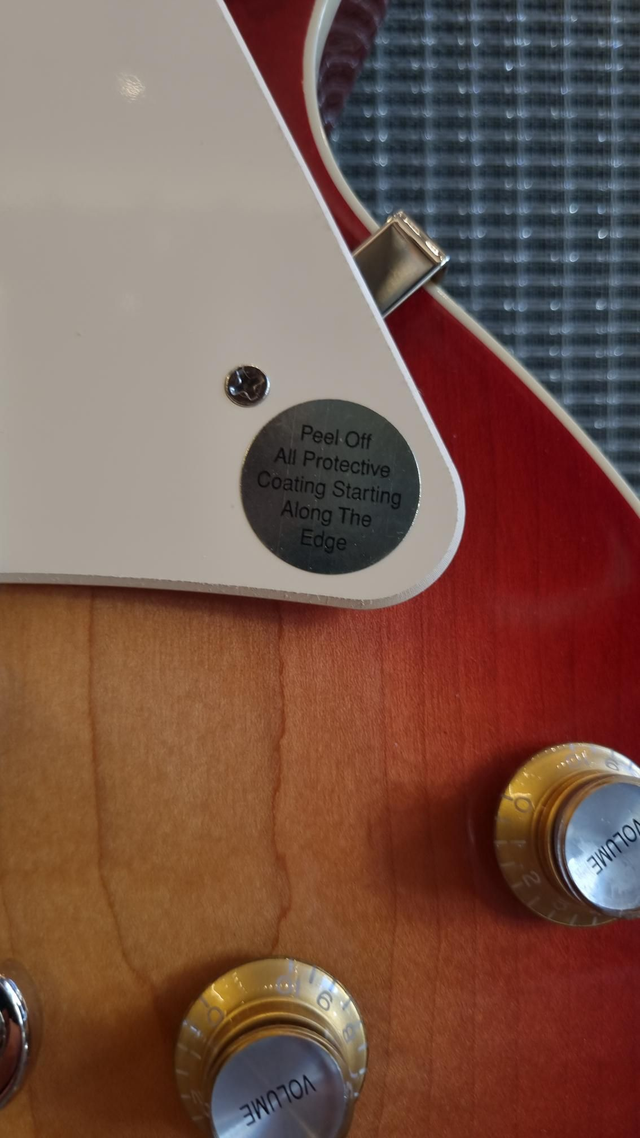 Peel Off
All Protective
Coating Starting
Along The
Edge
VOLUME
VOLUME